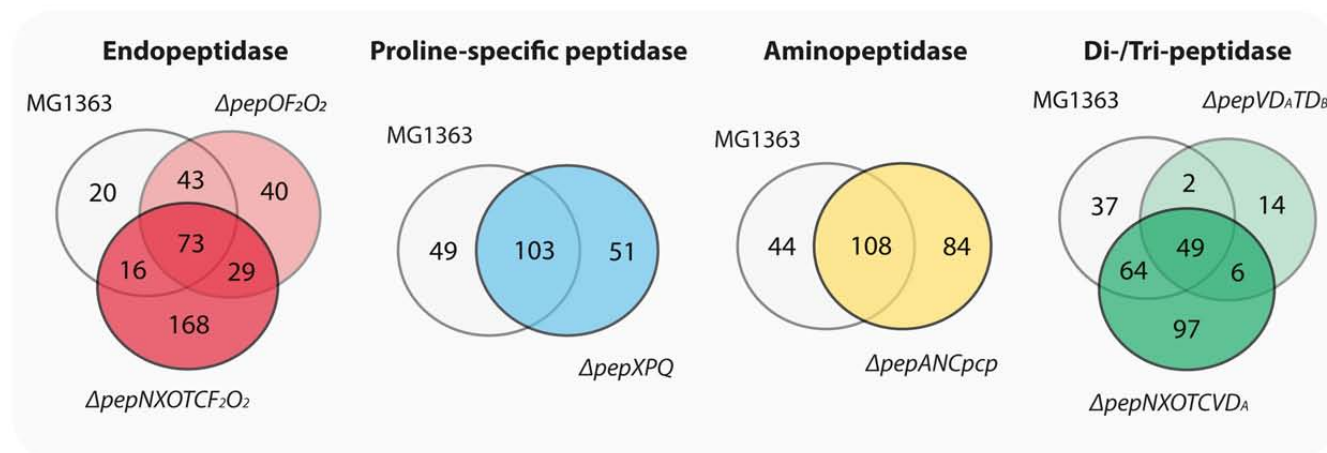 Endopeptidase
MG1363
ΔpepOF₂O₂
20
43
40
73
16
29
168
ΔpepNXOTCF₂O₂
Proline-specific peptidase
MG1363
49
103
51
ΔpepXPQ
Aminopeptidase
MG1363
44
108
84
ΔpepANCpcp
Di-/Tri-peptidase
MG1363
ΔpepVDATDB
37
2
14
49
64
6
97
ΔpepNXOTCVDA